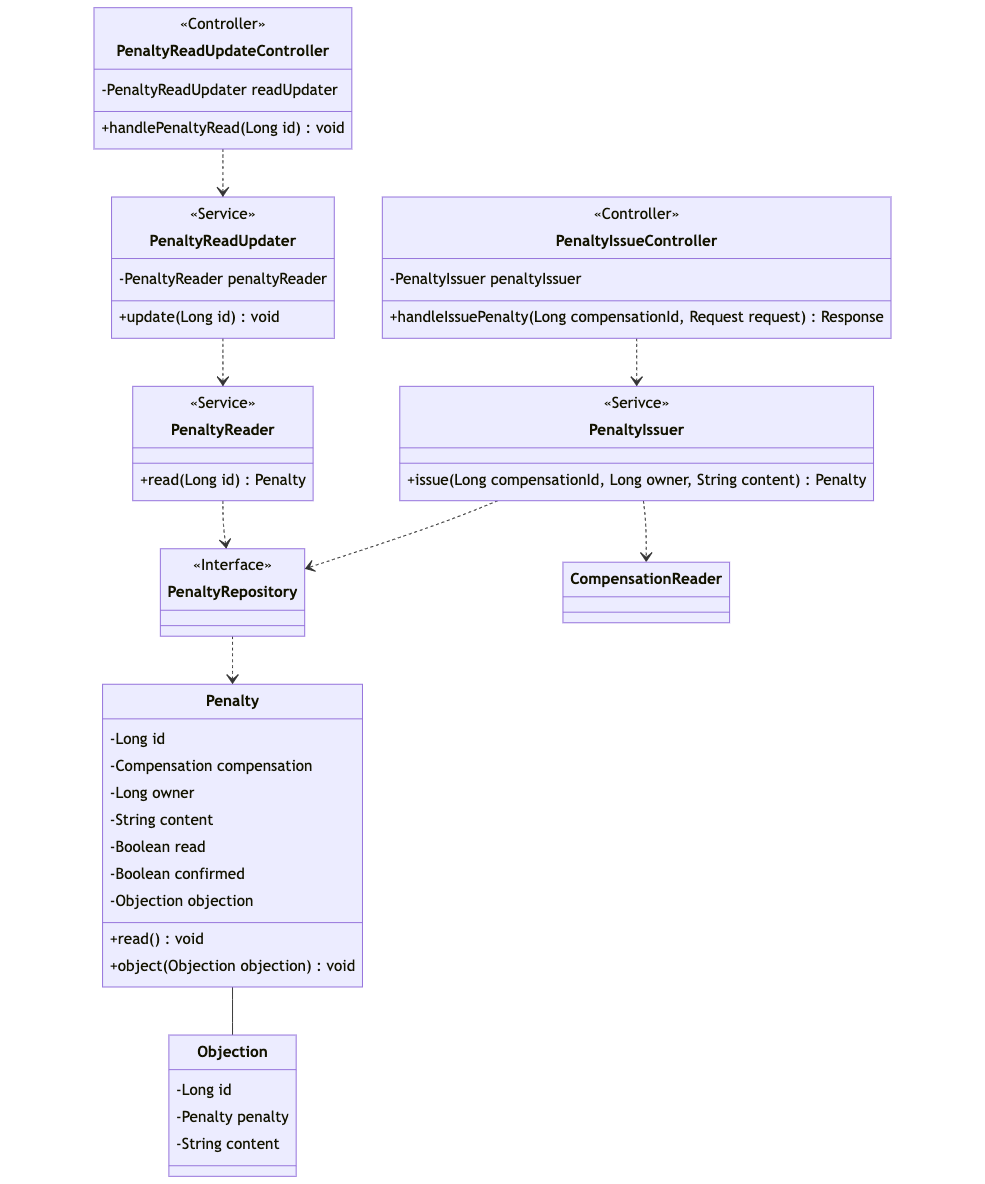 «Controller»
PenaltyReadUpdateController
-PenaltyReadUpdater readUpdater
+handlePenaltyRead(Long id) : void
«Service»
PenaltyReadUpdater
-PenaltyReader penaltyReader
+update(Long id) : void
«Controller»
PenaltyIssueController
-PenaltyIssuer penaltyIssuer
+handleIssuePenalty(Long compensationId, Request request) : Response
«Service»
PenaltyReader
+read(Long id) : Penalty
«Serivce»
PenaltyIssuer
+issue(Long compensationId, Long owner, String content) : Penalty
«Interface»
PenaltyRepository
CompensationReader
Penalty
-Long id
-Compensation compensation
-Long owner
-String content
-Boolean read
-Boolean confirmed
-Objection objection
+read() : void
+object(Objection objection) : void
Objection
-Long id
-Penalty penalty
-String content